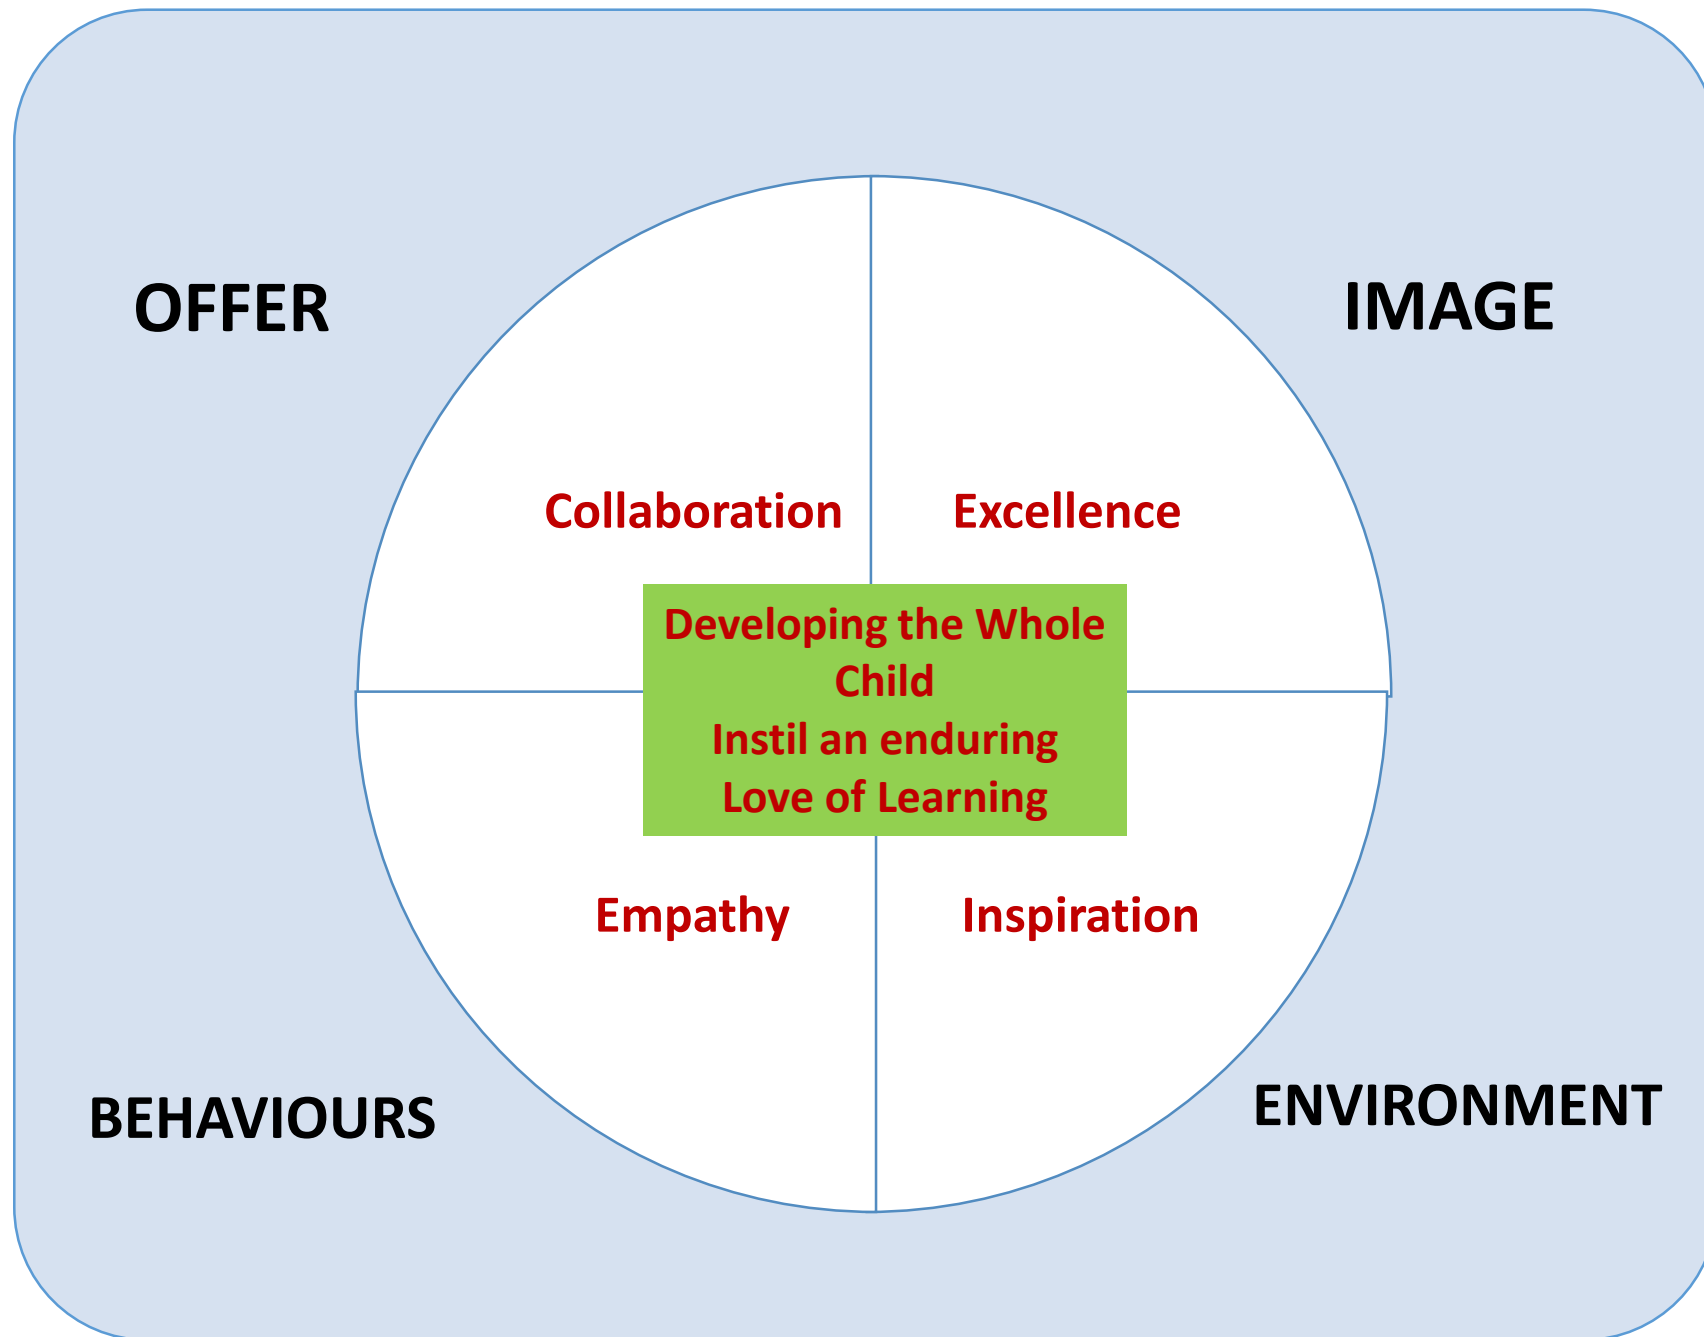 OFFER
IMAGE
Collaboration
Excellence
Developing the Whole
Child
Instil an enduring
Love of Learning
Empathy
Inspiration
BEHAVIOURS
ENVIRONMENT